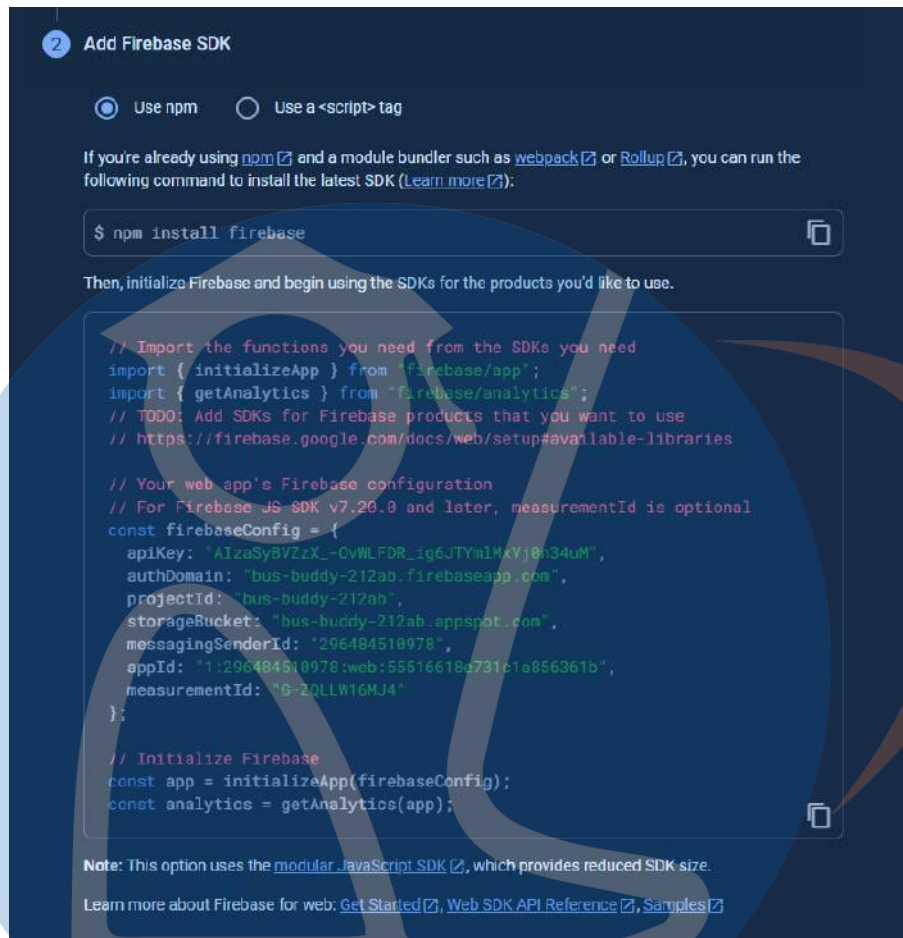 2 Add Firebase SDK
Use npm Use a <script> tag
If you're already using npm and a module bundler such as webpack or Rollup, you can run the
following command to install the latest SDK (Learn more):
$ npm install firebase
Then, initialize Firebase and begin using the SDKs for the products you'd like to use.
// Import the functions you need from the SDKs you need
import { initializeApp } from "firebase/app";
import { getAnalytics } from "firebase/analytics";
// TODO: Add SDKs for Firebase products that you want to use
// https://firebase.google.com/docs/web/setup#available-libraries
// Your web app's Firebase configuration
// For Firebase JS SDK v7.20.0 and later, measurementId is optional
const firebaseConfig = {
apiKey:
authDomain: "bus-buddy-212ab.firebaseapp.com",
projectId: "bus-buddy-212ab",
storageBucket: "bus-buddy-212ab.appspot.com",
messagingSenderId: "296484510978",
appId: "1:296484510978:web:55516618e731c1a856361b",
measurementId: "G-ZQLLW16MJ4"
};
// Initialize Firebase
const app = initializeApp(firebaseConfig);
const analytics = getAnalytics(app);
Note: This option uses the modular JavaScript SDK, which provides reduced SDK size.
Learn more about Firebase for web: Get Started, Web SDK API Reference, Samples